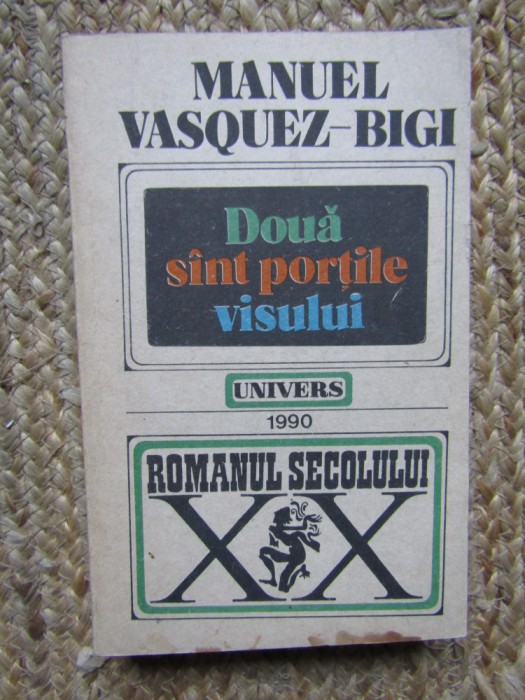 MANUEL
VASQUEZ-BIGI
Două
sînt porţile
visului
UNIVERS
1990
ROMANUL SECOLULUI
XX